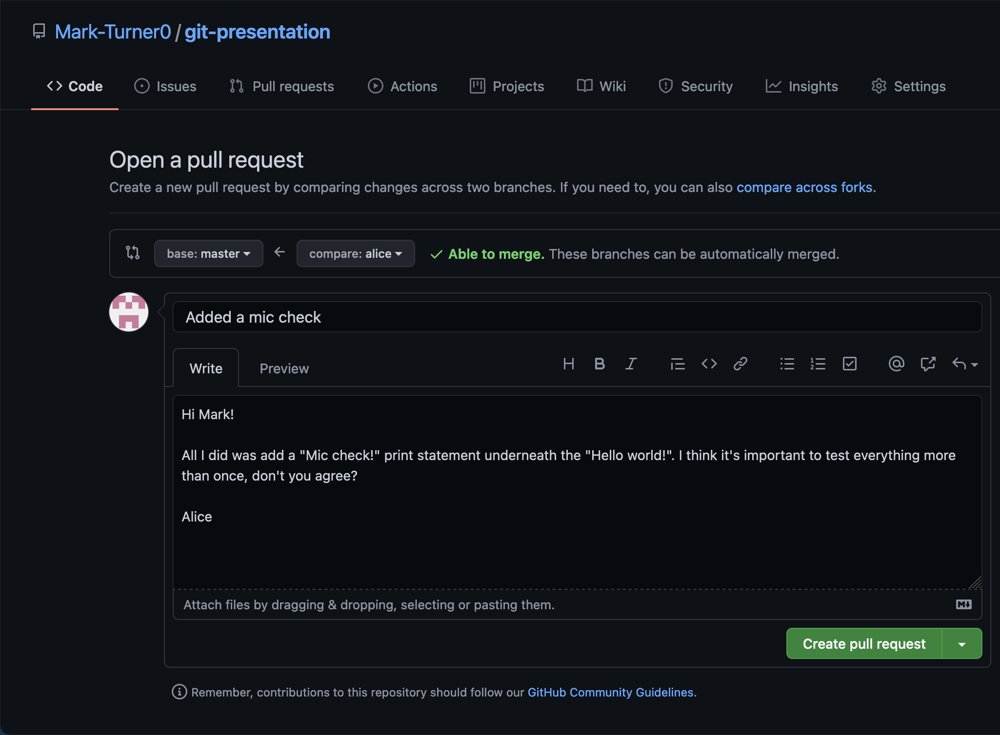 Mark-Turner0 / git-presentation
Code Issues Pull requests Actions Projects Wiki Security Insights Settings
Open a pull request
Create a new pull request by comparing changes across two branches. If you need to, you can also compare across forks.
base: master compare: alice Able to merge. These branches can be automatically merged.
Added a mic check
Write Preview
Hi Mark!
All I did was add a "Mic check!" print statement underneath the "Hello world!". I think it's important to test everything more
than once, don't you agree?
Alice
Attach files by dragging & dropping, selecting or pasting them.
Create pull request
Remember, contributions to this repository should follow our GitHub Community Guidelines.